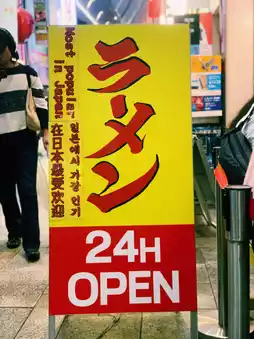 ラーメン
Most popular
in Japan
일본에서 가장 인기
在日本最受欢迎
24H
OPEN